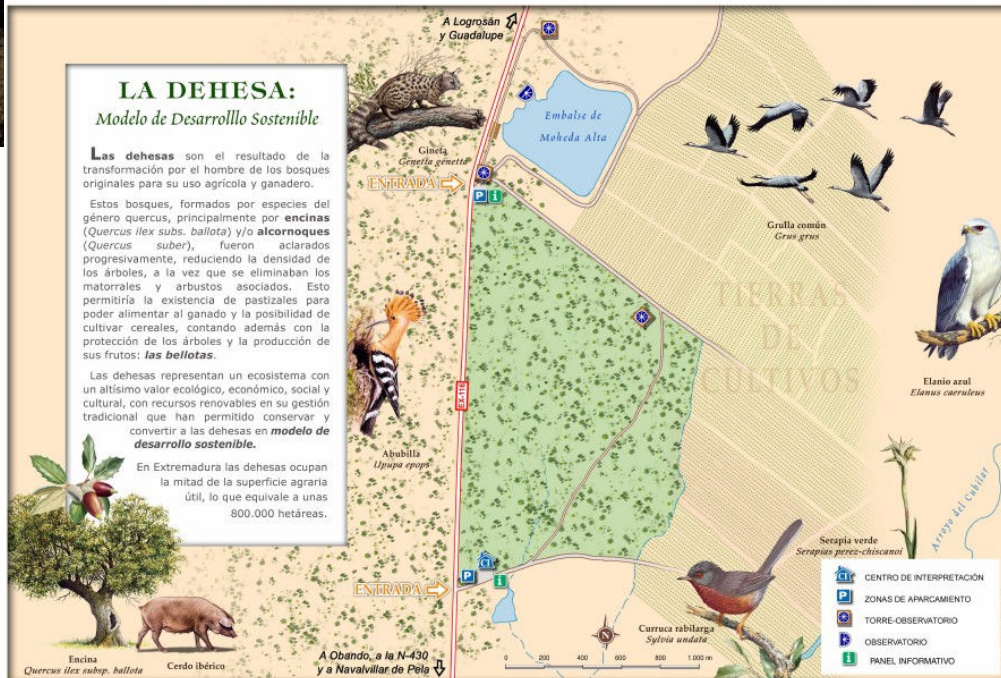 LA DEHESA:
Modelo de Desarrolllo Sostenible
Las dehesas son el resultado de la
transformación por el hombre de los bosques
originales para su uso agrícola y ganadero.
Estos bosques, formados por especies del
género quercus, principalmente por encinas
(Quercus ilex subs. ballota) y/o alcornoques
(Quercus suber), fueron aclarados
progresivamente, reduciendo la densidad de
los árboles, a la vez que se eliminaban los
matorrales y arbustos asociados. Esto
permitiría la existencia de pastizales para
poder alimentar al ganado y la posibilidad de
cultivar cereales, contando además con la
protección de los árboles y la producción de
sus frutos: las bellotas.
Las dehesas representan un ecosistema con
un altísimo valor ecológico, económico, social y
cultural, con recursos renovables en su gestión
tradicional que han permitido conservar y
convertir a las dehesas en modelo de
desarrollo sostenible.
En Extremadura las dehesas ocupan
la mitad de la superficie agraria
útil, lo que equivale a unas
800.000 hetáreas.
Encina
Quercus ilex subsp. ballota
Cerdo ibérico
A Logrosán
y Guadalupe
Gineta
Genetta genetta
ENTRADA
P i
Embalse de
Moheda Alta
Grulla común
Grus grus
TIERRAS
DE
CULTIVOS
Elanio azul
Elanus caeruleus
EX-116
Abubilla
Upupa epops
Serapia verde
Serapias perez-chiscanoi
Arroyo del Cubilar
CI
P
i
ENTRADA
Curruca rabilarga
Sylvia undata
N
0 200 400 600 800 1.000 m
A Obando, a la N-430
y a Navalvillar de Pela
CI CENTRO DE INTERPRETACIÓN
P ZONAS DE APARCAMIENTO
TORRE-OBSERVATORIO
OBSERVATORIO
i PANEL INFORMATIVO